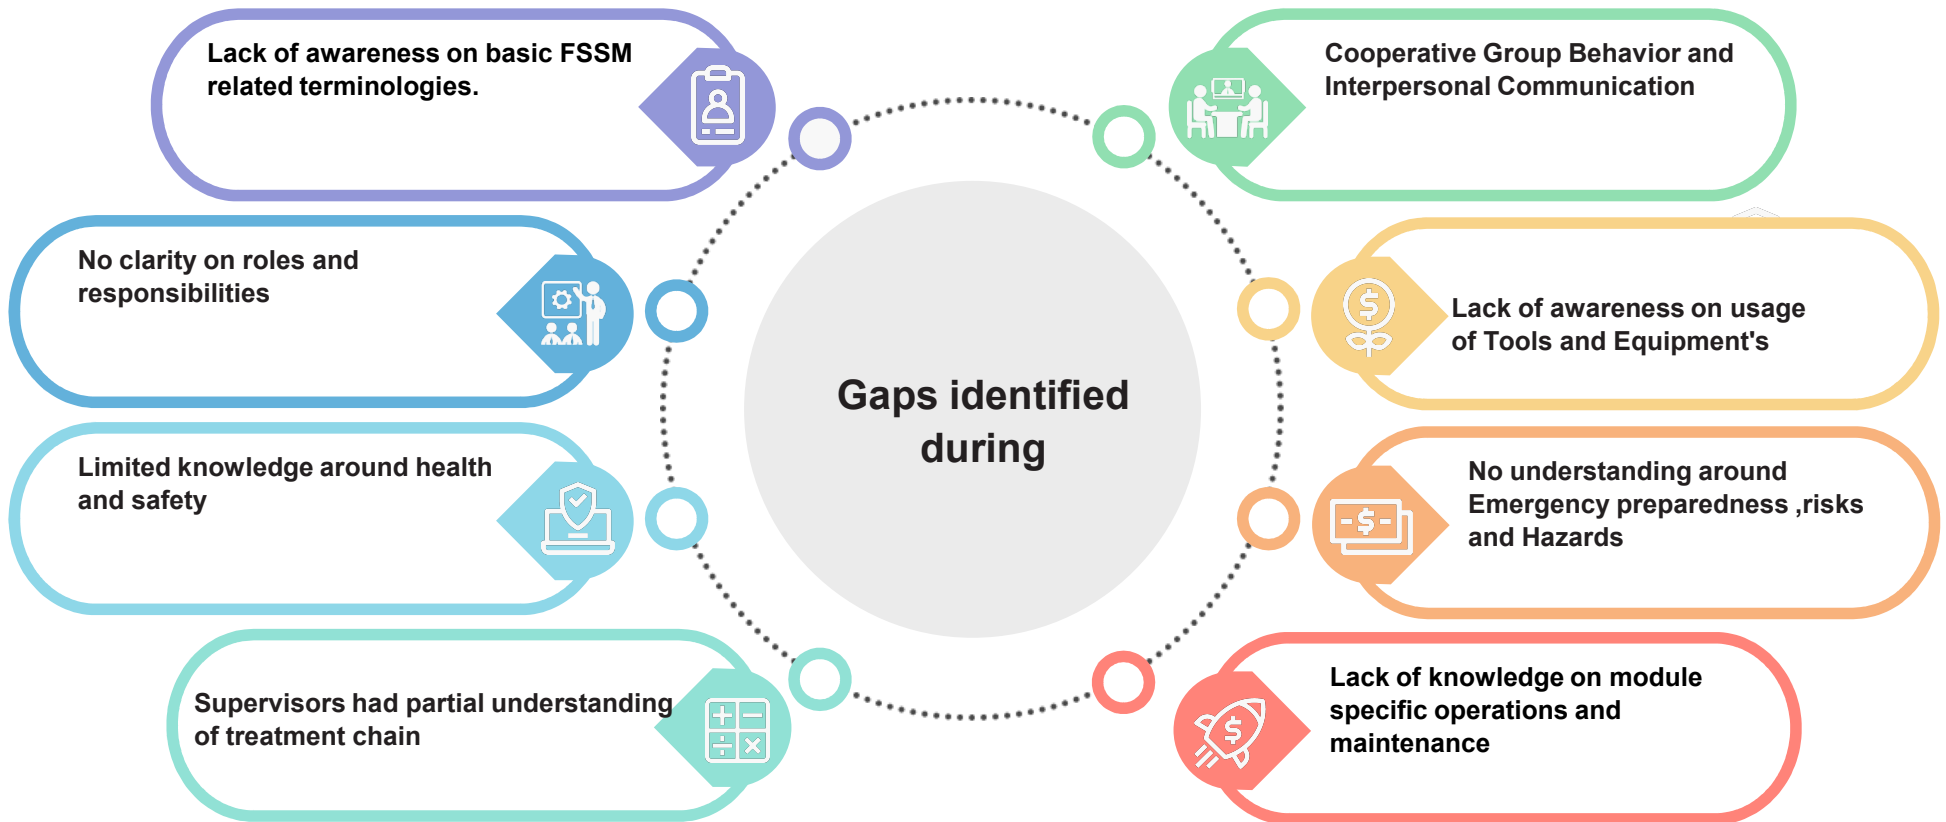 Lack of awareness on basic FSSM
related terminologies.
No clarity on roles and
responsibilities
Limited knowledge around health
and safety
Supervisors had partial understanding
of treatment chain
Gaps identified
during
Cooperative Group Behavior and
Interpersonal Communication
Lack of awareness on usage
of Tools and Equipment's
No understanding around
Emergency preparedness ,risks
and Hazards
Lack of knowledge on module
specific operations and
maintenance